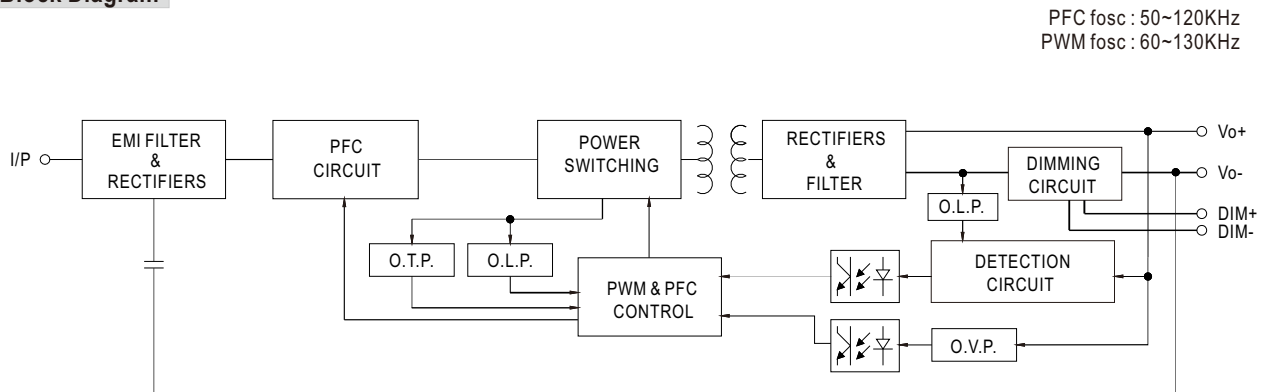 Block Diagram
PFC fosc : 50~120KHz
PWM fosc : 60~130KHz
I/P
EMI FILTER
&
RECTIFIERS
PFC
CIRCUIT
POWER
SWITCHING
RECTIFIERS
&
FILTER
DIMMING
CIRCUIT
Vo+
Vo-
DIM+
DIM-
O.L.P.
O.T.P.
O.L.P.
PWM & PFC
CONTROL
DETECTION
CIRCUIT
O.V.P.